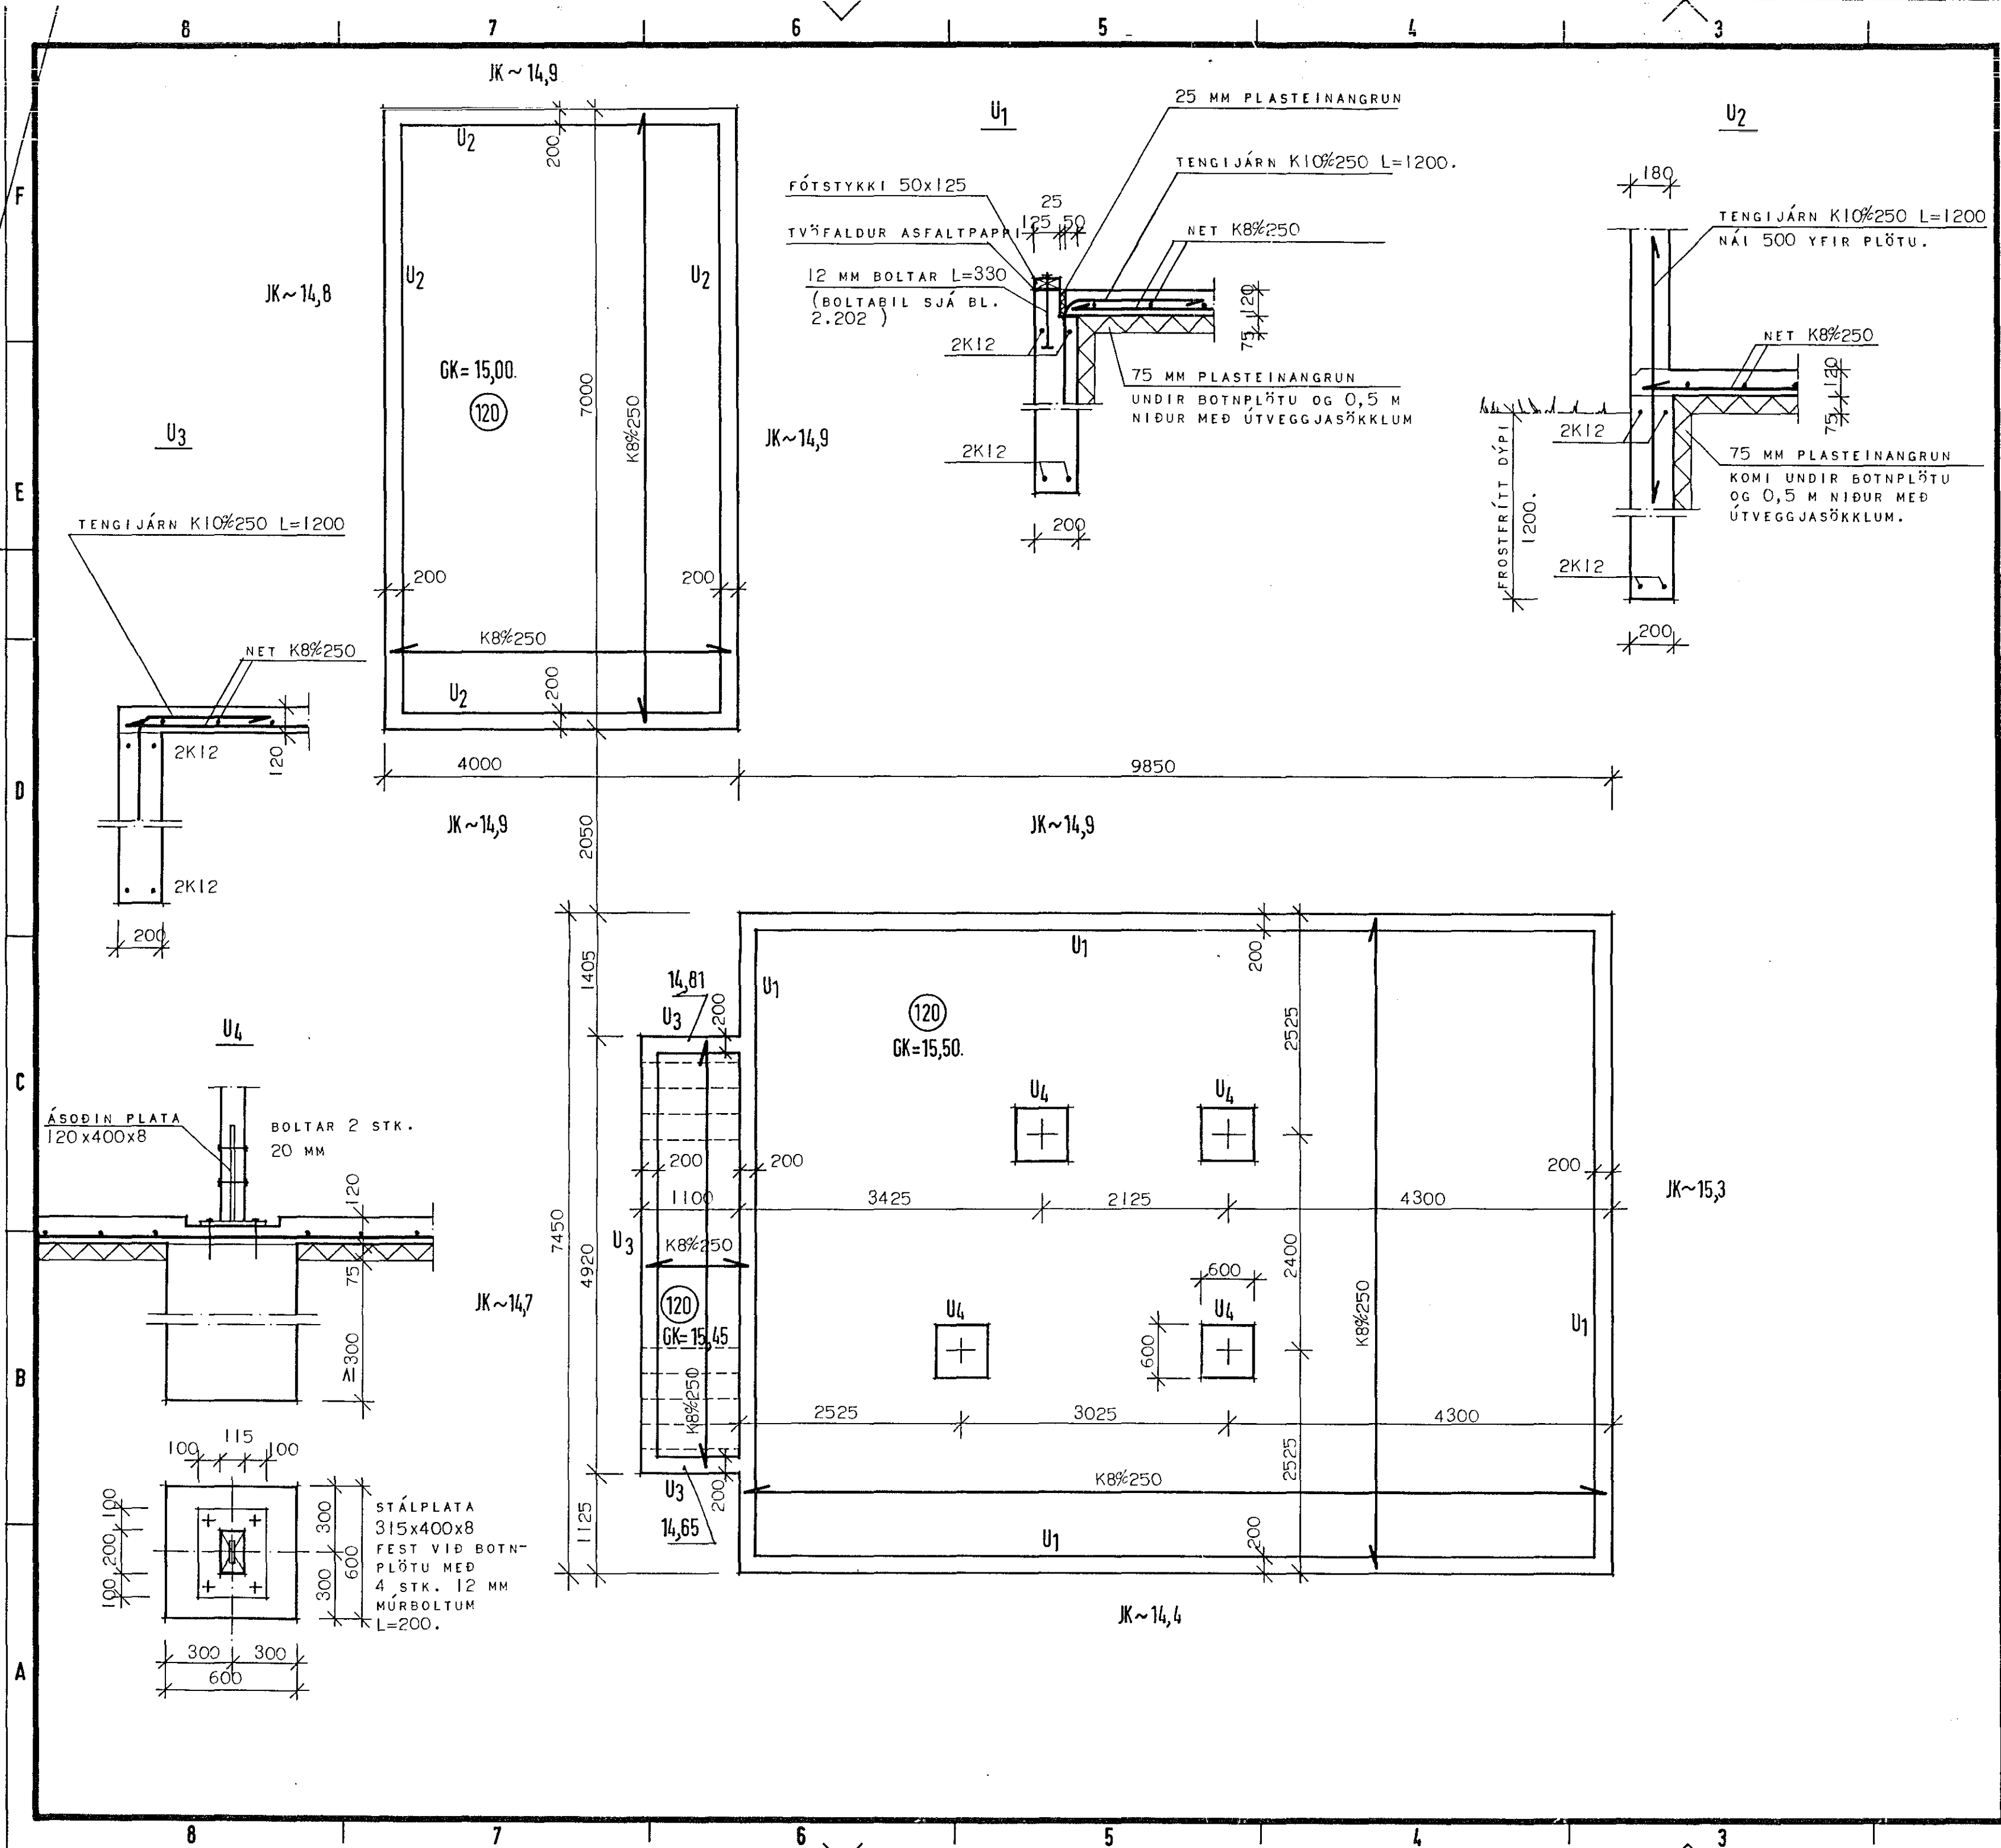 8
7
6
5
4
3
F
E
D
C
B
A
JK~14,9
U2
200
7000
K8%250
U2
U2
JK~14,8
GK=15,00.
120
JK~14,9
200
200
K8%250
U2
200
4000
9850
JK~14,9
2050
JK~14,9
U1
25 MM PLASTEINANGRUN
TENGIJÁRN K10%250 L=1200.
FÓTSTYKKI 50x125
25
125
50
TVÖFALDUR ASFALTPAPPI
NET K8%250
12 MM BOLTAR L=330
(BOLTABIL SJÁ BL.
2.202 )
120
75
2K12
75 MM PLASTEINANGRUN
UNDIR BOTNPLÖTU OG 0,5 M
NIÐUR MEÐ ÚTVEGGJASÖKKLUM
2K12
200
U2
180
TENGIJÁRN K10%250 L=1200
NÁI 500 YFIR PLÖTU.
NET K8%250
120
75
2K12
75 MM PLASTEINANGRUN
KOMI UNDIR BOTNPLÖTU
OG 0,5 M NIÐUR MEÐ
ÚTVEGGJASÖKKLUM.
FROSTFRÍTT DÝPI
1200.
2K12
200
U3
TENGIJÁRN K10%250 L=1200
NET K8%250
2K12
120
2K12
200
U4
ÁSOÐIN PLATA
120x400x8
BOLTAR 2 STK.
20 MM
120
75
≥1300
115
100
100
100
200
100
300
300
600
STÁLPLATA
315x400x8
FEST VIÐ BOTN-
PLÖTU MEÐ
4 STK. 12 MM
MÚRBOLTUM
L=200.
300
300
600
1405
7450
4920
1125
14,81
U3
200
U1
U1
200
120
GK=15,50.
2525
U4
U4
200
200
200
1100
3425
2125
4300
JK~15,3
U3
K8%250
2400
K8%250
JK~14,7
120
GK=15,45
K8%250
600
U4
U4
600
U1
2525
3025
4300
2525
K8%250
U3
200
14,65
U1
200
JK~14,4
8
7
6
5
4
3